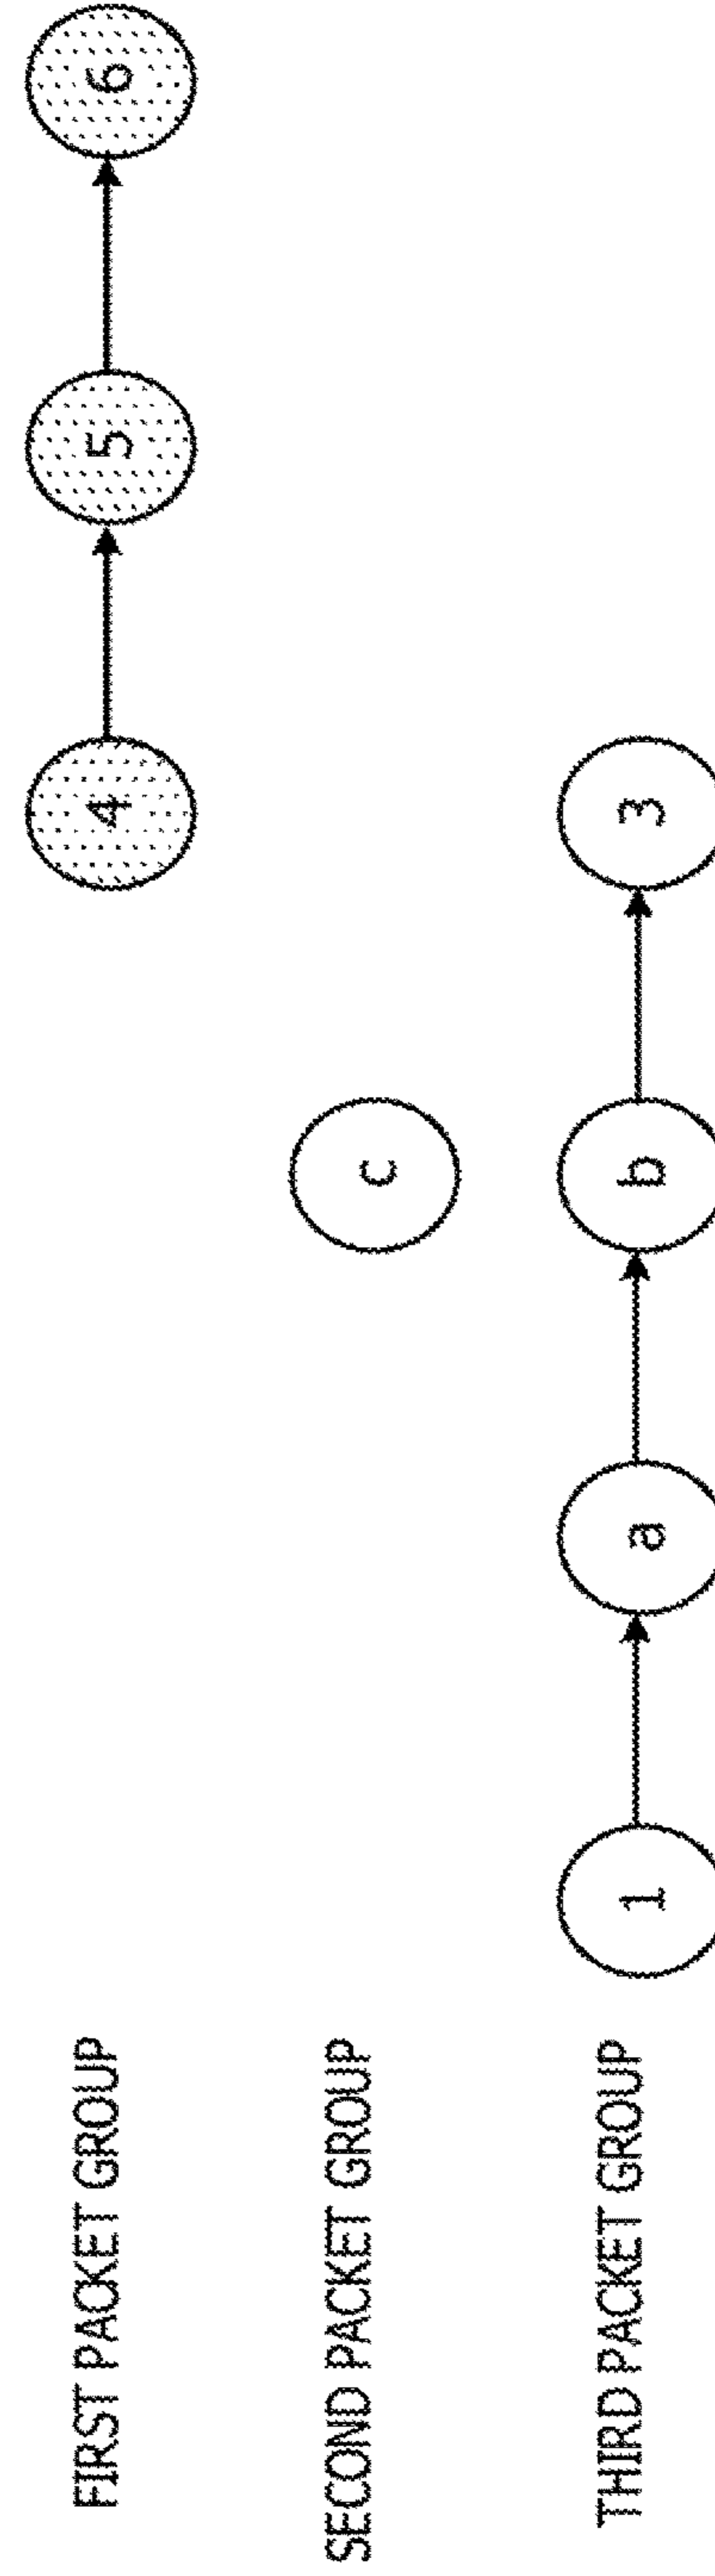 FIRST PACKET GROUP
4 5 6
SECOND PACKET GROUP
c
THIRD PACKET GROUP
1 a b 3